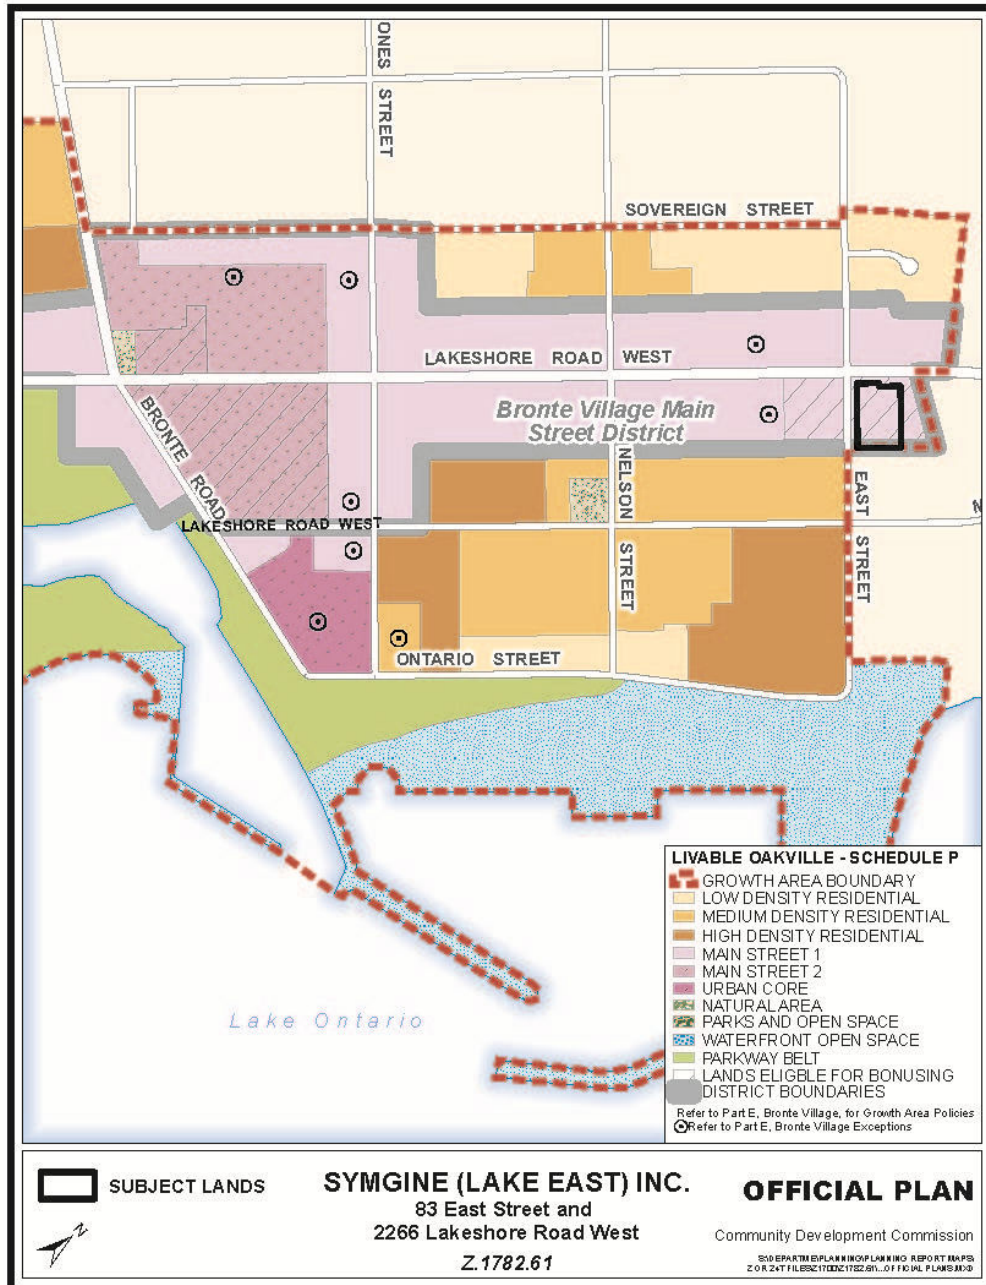 ONES STREET
SOVEREIGN STREET
LAKESHORE ROAD WEST
Bronte Village Main
Street District
BRONTE ROAD
NELSON STREET
EAST STREET
LAKESHORE ROAD WEST
ONTARIO STREET
Lake Ontario
LIVABLE OAKVILLE - SCHEDULE P
GROWTH AREA BOUNDARY
LOW DENSITY RESIDENTIAL
MEDIUM DENSITY RESIDENTIAL
HIGH DENSITY RESIDENTIAL
MAIN STREET 1
MAIN STREET 2
URBAN CORE
NATURAL AREA
PARKS AND OPEN SPACE
WATERFRONT OPEN SPACE
PARKWAY BELT
LANDS ELIGBLE FOR BONUSING
DISTRICT BOUNDARIES
Refer to Part E, Bronte Village, for Growth Area Policies
Refer to Part E, Bronte Village Exceptions
SUBJECT LANDS
Z
SYMGINE (LAKE EAST) INC.
83 East Street and
2266 Lakeshore Road West
Z.1782.61
OFFICIAL PLAN
Community Development Commission